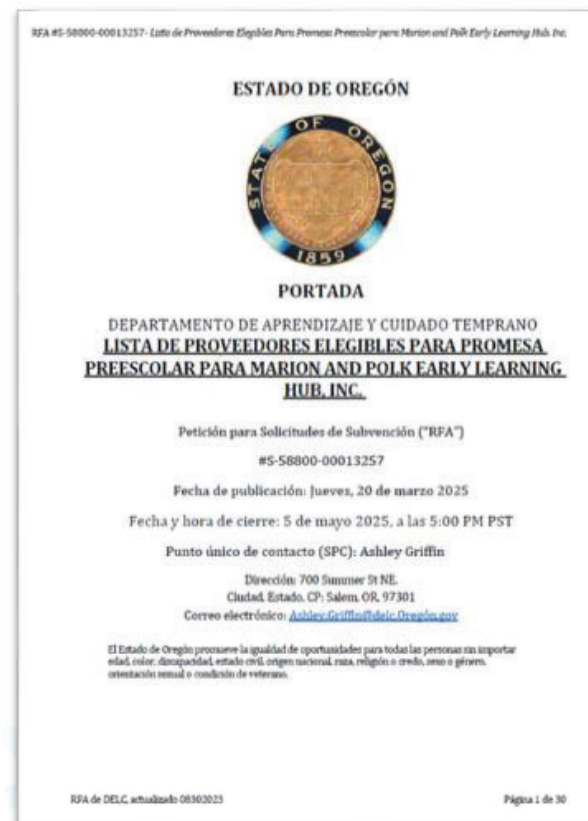 RFA #S-58000-00013257- Lista de Proveedores Elegibles Para Promesa Preescolar para Marion and Polk Early Learning Hub, Inc.
ESTADO DE OREGÓN
STATE OF OREGON
1859
PORTADA
DEPARTAMENTO DE APRENDIZAJE Y CUIDADO TEMPRANO
LISTA DE PROVEEDORES ELEGIBLES PARA PROMESA
PREESCOLAR PARA MARION AND POLK EARLY LEARNING
HUB, INC.
Petición para Solicitudes de Subvención ("RFA")
#S-58800-00013257
Fecha de publicación: Jueves, 20 de marzo 2025
Fecha y hora de cierre: 5 de mayo 2025, a las 5:00 PM PST
Punto único de contacto (SPC): Ashley Griffin
Dirección: 700 Summer St NE.
Ciudad, Estado, CP: Salem, OR, 97301
Correo electrónico: Ashley.Griffin@delc.Oregón.gov
El Estado de Oregón promueve la igualdad de oportunidades para todas las personas sin importar
edad, color, discapacidad, estado civil, origen nacional, raza, religión o credo, sexo o género,
orientación sexual o condición de veterano.
RFA de DELC, actualizado 08302023
Página 1 de 30